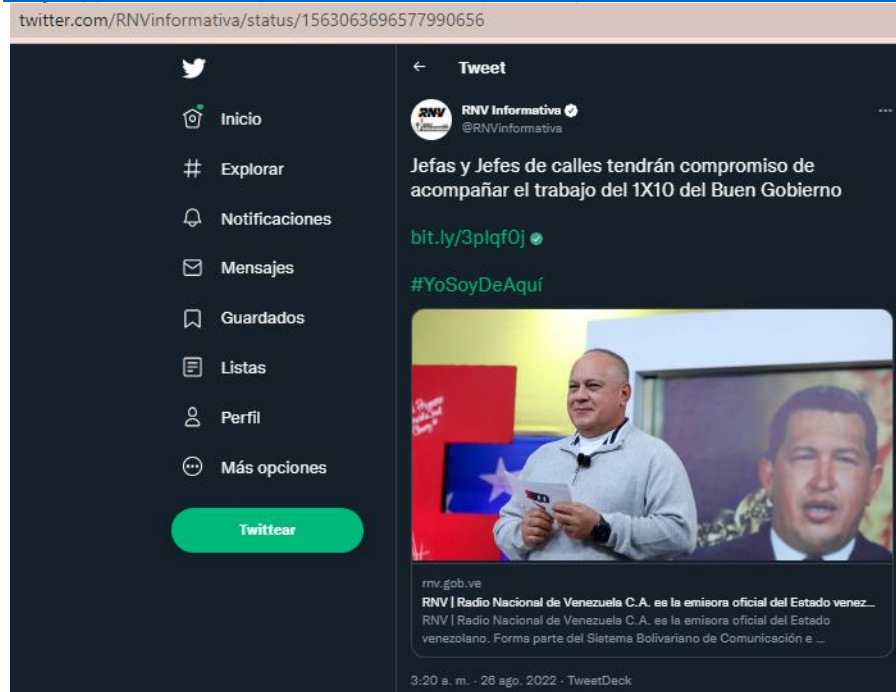 twitter.com/RNVinformativa/status/1563063696577990656
Inicio
Explorar
Notificaciones
Mensajes
Guardados
Listas
Perfil
Más opciones
Twittear
Tweet
RNV
RNV Informativa
@RNVinformativa
Jefas y Jefes de calles tendrán compromiso de
acompañar el trabajo del 1X10 del Buen Gobierno
bit.ly/3plqf0j
#YoSoyDeAquí
rnv.gob.ve
RNV | Radio Nacional de Venezuela C.A. es la emisora oficial del Estado venez...
RNV | Radio Nacional de Venezuela C.A. es la emisora oficial del Estado
venezolano. Forma parte del Sistema Bolivariano de Comunicación e ...
3:20 a. m. · 26 ago. 2022 · TweetDeck